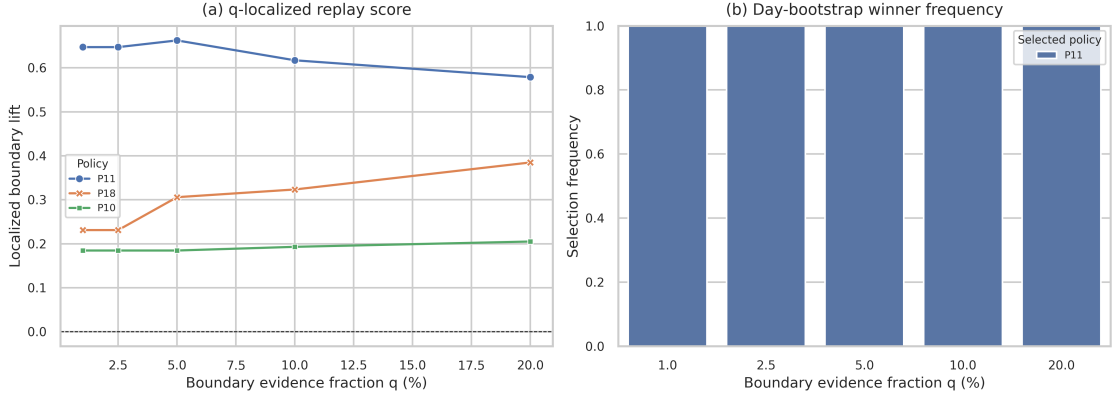 (a) q-localized replay score
Localized boundary lift
0.6
0.5
0.4
0.3
0.2
0.1
0.0
Policy
P11
P18
P10
2.5
5.0
7.5
10.0
12.5
15.0
17.5
20.0
Boundary evidence fraction q (%)
(b) Day-bootstrap winner frequency
Selection frequency
1.0
0.8
0.6
0.4
0.2
0.0
Selected policy
P11
1.0
2.5
5.0
10.0
20.0
Boundary evidence fraction q (%)